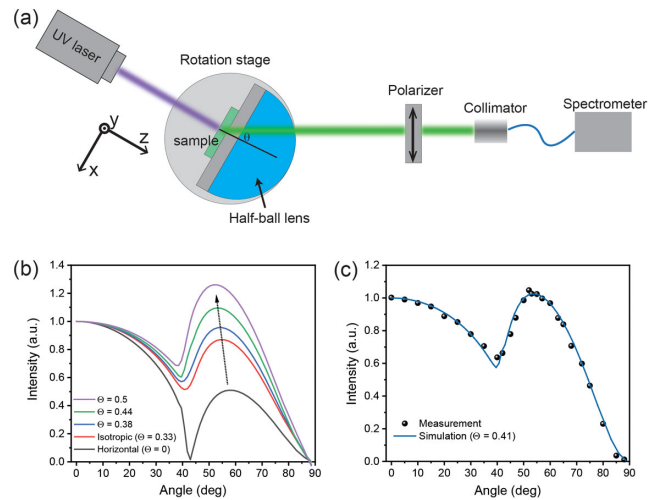 (a)
UV laser
Rotation stage
Polarizer
Collimator
Spectrometer
y
z
x
sample
θ
Half-ball lens
(b)
Intensity (a.u.)
1.4
1.2
1.0
0.8
0.6
0.4
0.2
0.0
Θ = 0.5
Θ = 0.44
Θ = 0.38
Isotropic (Θ = 0.33)
Horizontal (Θ = 0)
0 10 20 30 40 50 60 70 80 90
Angle (deg)
(c)
Intensity (a.u.)
1.2
1.0
0.8
0.6
0.4
0.2
0.0
Measurement
Simulation (Θ = 0.41)
0 10 20 30 40 50 60 70 80 90
Angle (deg)